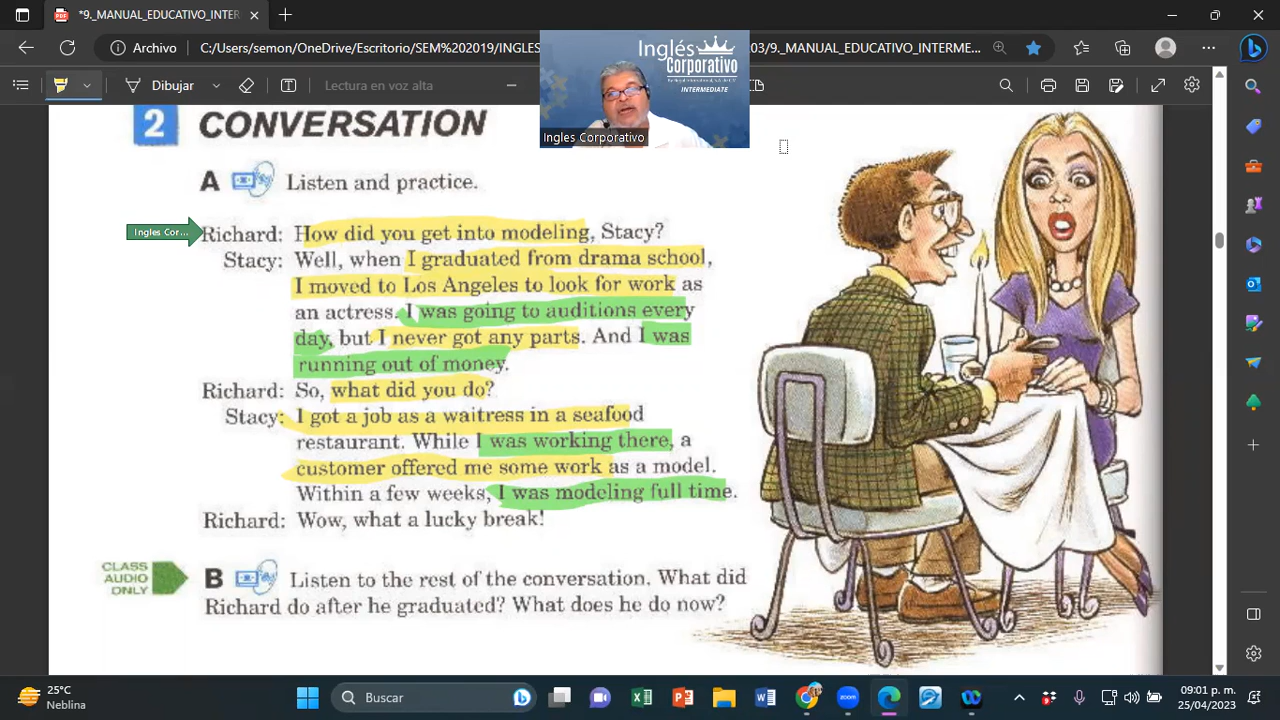 *9_MANUAL_EDUCATIVO_INTERM
Archivo
C:/Users/semon/OneDrive/Escritorio/SEM%202019/INGLES
03/9._MANUAL_EDUCATIVO_INTERME...
Dibujar
Lectura en voz alta
Inglés
Corporativo
INTERMEDIATE
Ingles Corporativo
2 CONVERSATION
A Listen and practice.
Ingles Cor...
Richard: How did you get into modeling, Stacy?
Stacy: Well, when I graduated from drama school,
I moved to Los Angeles to look for work as
an actress. I was going to auditions every
day, but I never got any parts. And I was
running out of money.
Richard: So, what did you do?
Stacy: I got a job as a waitress in a seafood
restaurant. While I was working there, a
customer offered me some work as a model.
Within a few weeks, I was modeling full time.
Richard: Wow, what a lucky break!
CLASS
AUDIO
ONLY
B Listen to the rest of the conversation. What did
Richard do after he graduated? What does he do now?
25°C
Neblina
Buscar
09:01 p. m.
25/04/2023